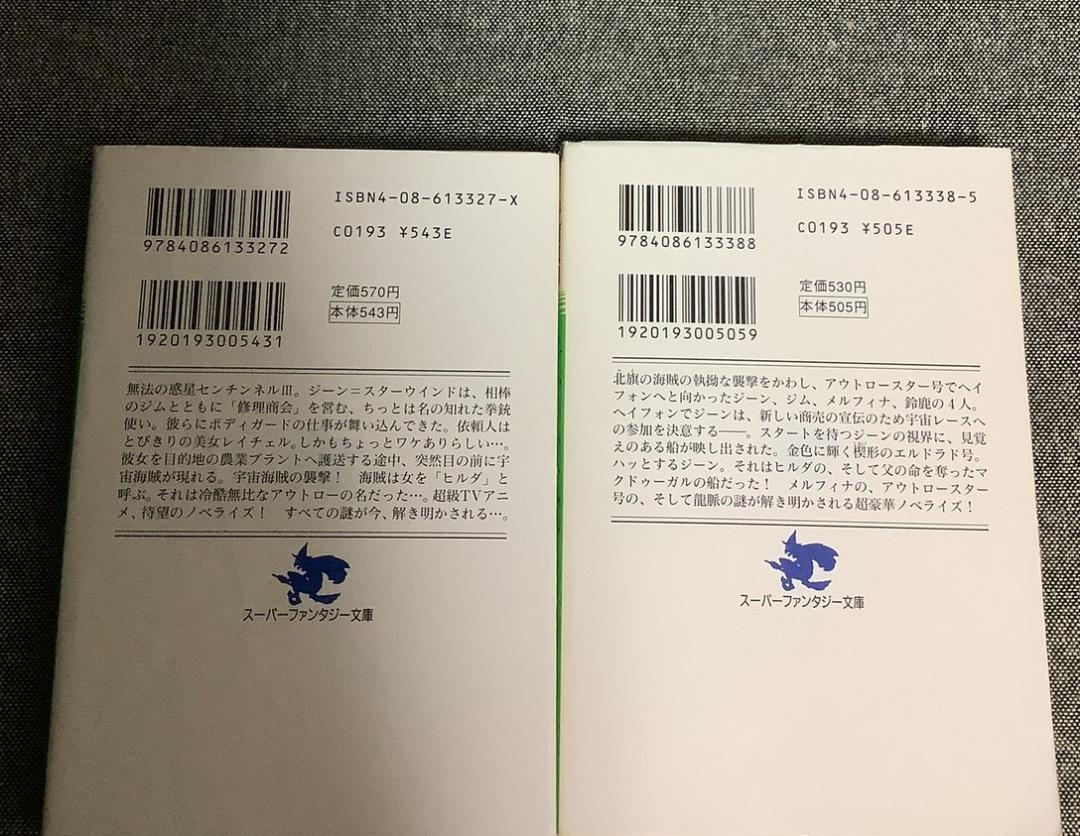 ISBN4-08-613327-X
C0193 ¥543E
9784086133272
定価570円
本体543円
1920193005431
無法の惑星センチンネルIII。ジーン=スターウインドは、相棒
のジムとともに「修理商会」を営む、ちっとは名の知れた拳銃
使い。彼らにボディガードの仕事が舞い込んできた。依頼人は
とびきりの美女レイチェル。しかもちょっとワケありらしい…。
彼女を目的地の農業プラントへ護送する途中、突然目の前に宇
宙海賊が現れる。宇宙海賊の襲撃！　海賊は女を「ヒルダ」と
呼ぶ。それは冷酷無比なアウトローの名だった…。超級TVアニ
メ、待望のノベライズ！　すべての謎が今、解き明かされる…。
スーパーファンタジー文庫
ISBN4-08-613338-5
C0193 ¥505E
9784086133388
定価530円
本体505円
1920193005059
北旗の海賊の執拗な襲撃をかわし、アウトロースター号でヘイ
フォンへと向かったジーン、ジム、メルフィナ、鈴鹿の4人。
ヘイフォンでジーンは、新しい商売の宣伝のため宇宙レースへ
の参加を決意する――。スタートを待つジーンの視界に、見覚
えのある船が映し出された。金色に輝く楔形のエルドラド号。
ハッとするジーン。それはヒルダの、そして父の命を奪ったマ
クドゥーガルの船だった！　メルフィナの、アウトロースター
号の、そして龍脈の謎が解き明かされる超豪華ノベライズ！
スーパーファンタジー文庫